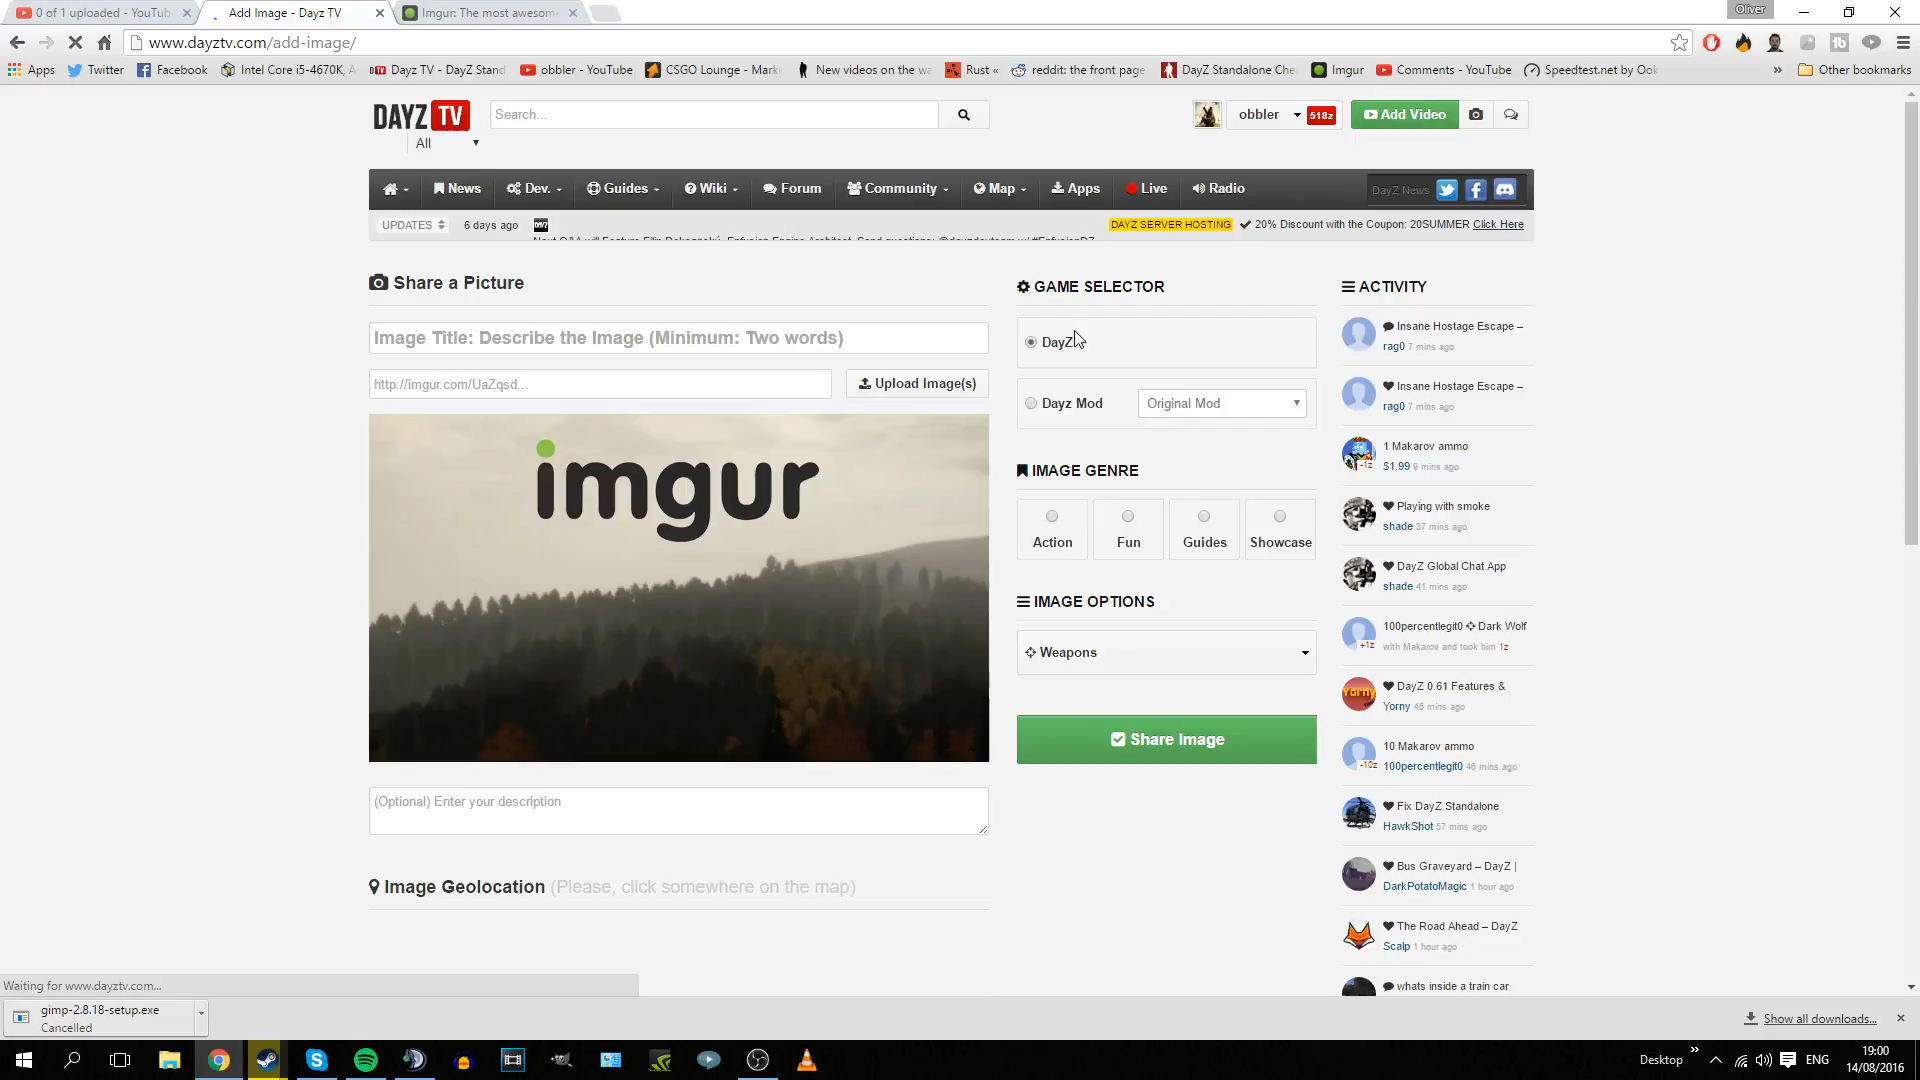 0 of 1 uploaded - YouTub
Add Image - Dayz TV
Imgur: The most awesom
Oliver
www.dayztv.com/add-image/
Apps
Twitter
Facebook
Intel Core i5-4670K, A
Dayz TV - DayZ Stand
obbler - YouTube
CSGO Lounge - Mark
New videos on the wa
Rust «
reddit: the front page
DayZ Standalone Che
Imgur
Comments - YouTube
Speedtest.net by Ook
Other bookmarks
DAYZ TV
Search...
obbler
518z
Add Video
All
News
Dev.
Guides
Wiki
Forum
Community
Map
Apps
Live
Radio
DayZ News
UPDATES
6 days ago
DAYZ SERVER HOSTING
20% Discount with the Coupon: 20SUMMER Click Here
Share a Picture
Image Title: Describe the Image (Minimum: Two words)
http://imgur.com/UaZqsd...
Upload Image(s)
imgur
(Optional) Enter your description
Image Geolocation (Please, click somewhere on the map)
GAME SELECTOR
DayZ
Dayz Mod
Original Mod
IMAGE GENRE
Action
Fun
Guides
Showcase
IMAGE OPTIONS
Weapons
Share Image
ACTIVITY
Insane Hostage Escape –
rag0 7 mins ago
Insane Hostage Escape –
rag0 7 mins ago
1 Makarov ammo
-1z
$1.99 9 mins ago
Playing with smoke
shade 37 mins ago
DayZ Global Chat App
shade 41 mins ago
100percentlegit0 Dark Wolf
+1z
with Makarov and took him 1z
DayZ 0.61 Features &
Yorny
Yorny 45 mins ago
10 Makarov ammo
-10z
100percentlegit0 46 mins ago
Fix DayZ Standalone
HawkShot 57 mins ago
Bus Graveyard – DayZ |
DarkPotatoMagic 1 hour ago
The Road Ahead – DayZ
Scalp 1 hour ago
whats inside a train car
Waiting for www.dayztv.com...
gimp-2.8.18-setup.exe
Cancelled
Show all downloads...
Desktop
ENG
19:00
14/08/2016